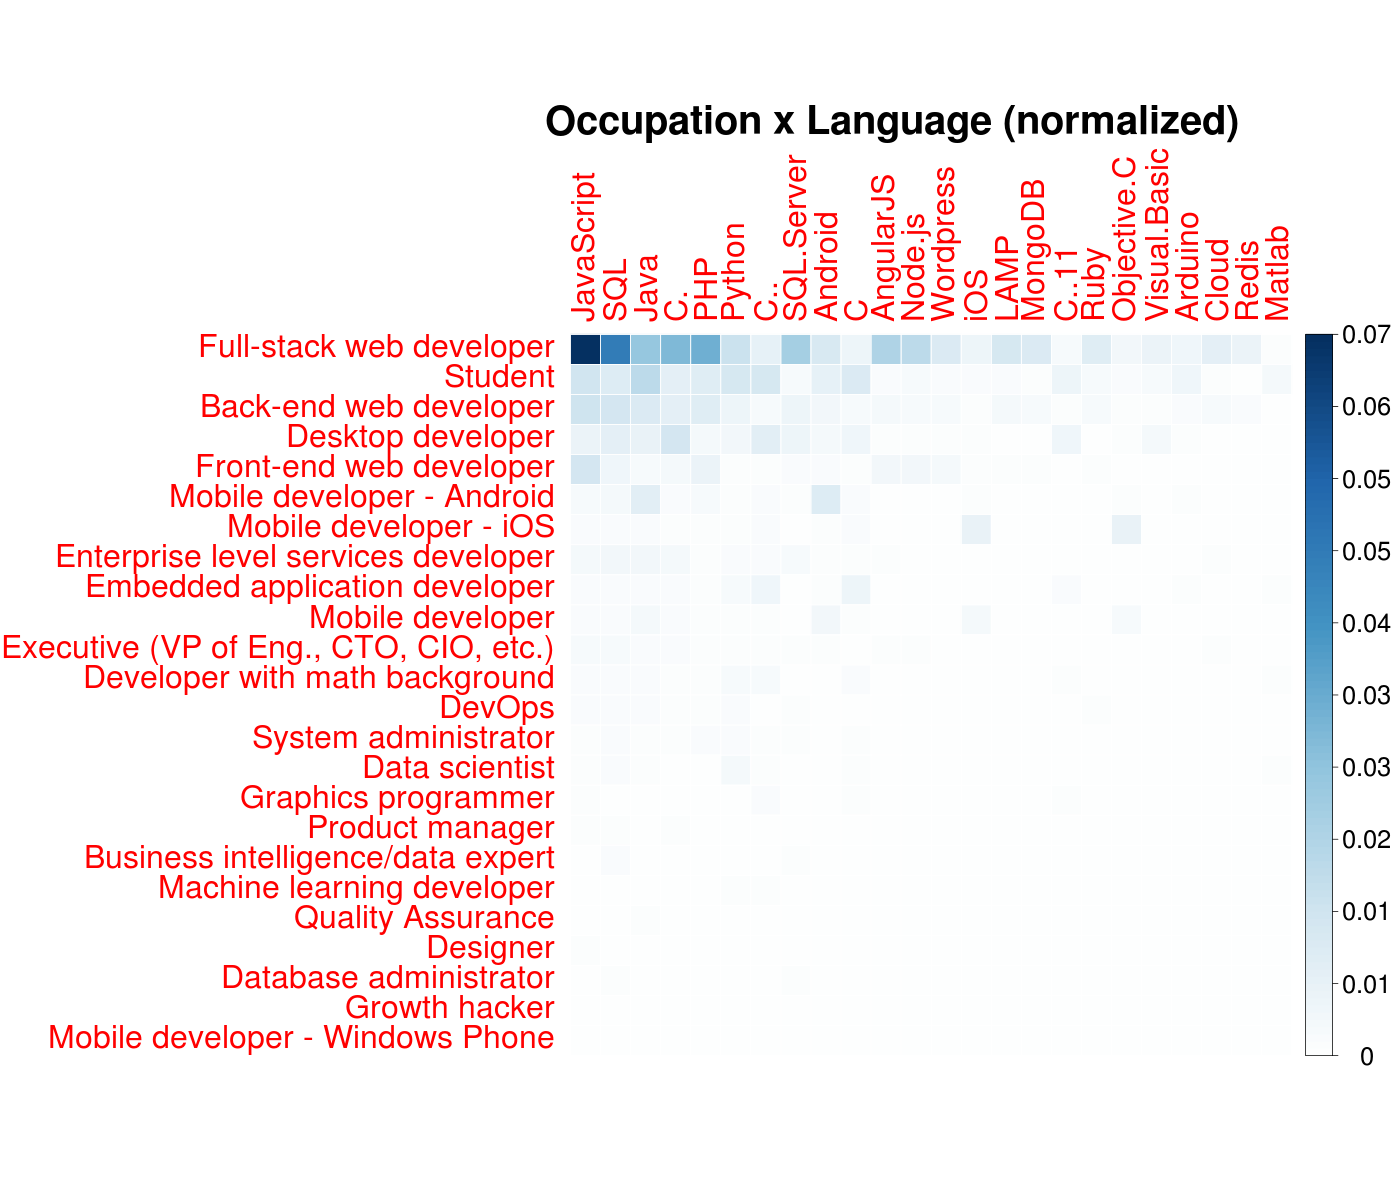 Occupation x Language (normalized)
JavaScript
SQL
Java
C.
PHP
Python
C..
SQL.Server
Android
C
AngularJS
Node.js
Wordpress
iOS
LAMP
MongoDB
C..11
Ruby
Objective.C
Visual.Basic
Arduino
Cloud
Redis
Matlab
Full-stack web developer
Student
Back-end web developer
Desktop developer
Front-end web developer
Mobile developer - Android
Mobile developer - iOS
Enterprise level services developer
Embedded application developer
Mobile developer
Executive (VP of Eng., CTO, CIO, etc.)
Developer with math background
DevOps
System administrator
Data scientist
Graphics programmer
Product manager
Business intelligence/data expert
Machine learning developer
Quality Assurance
Designer
Database administrator
Growth hacker
Mobile developer - Windows Phone
0.07
0.06
0.05
0.05
0.04
0.03
0.03
0.02
0.01
0.01
0